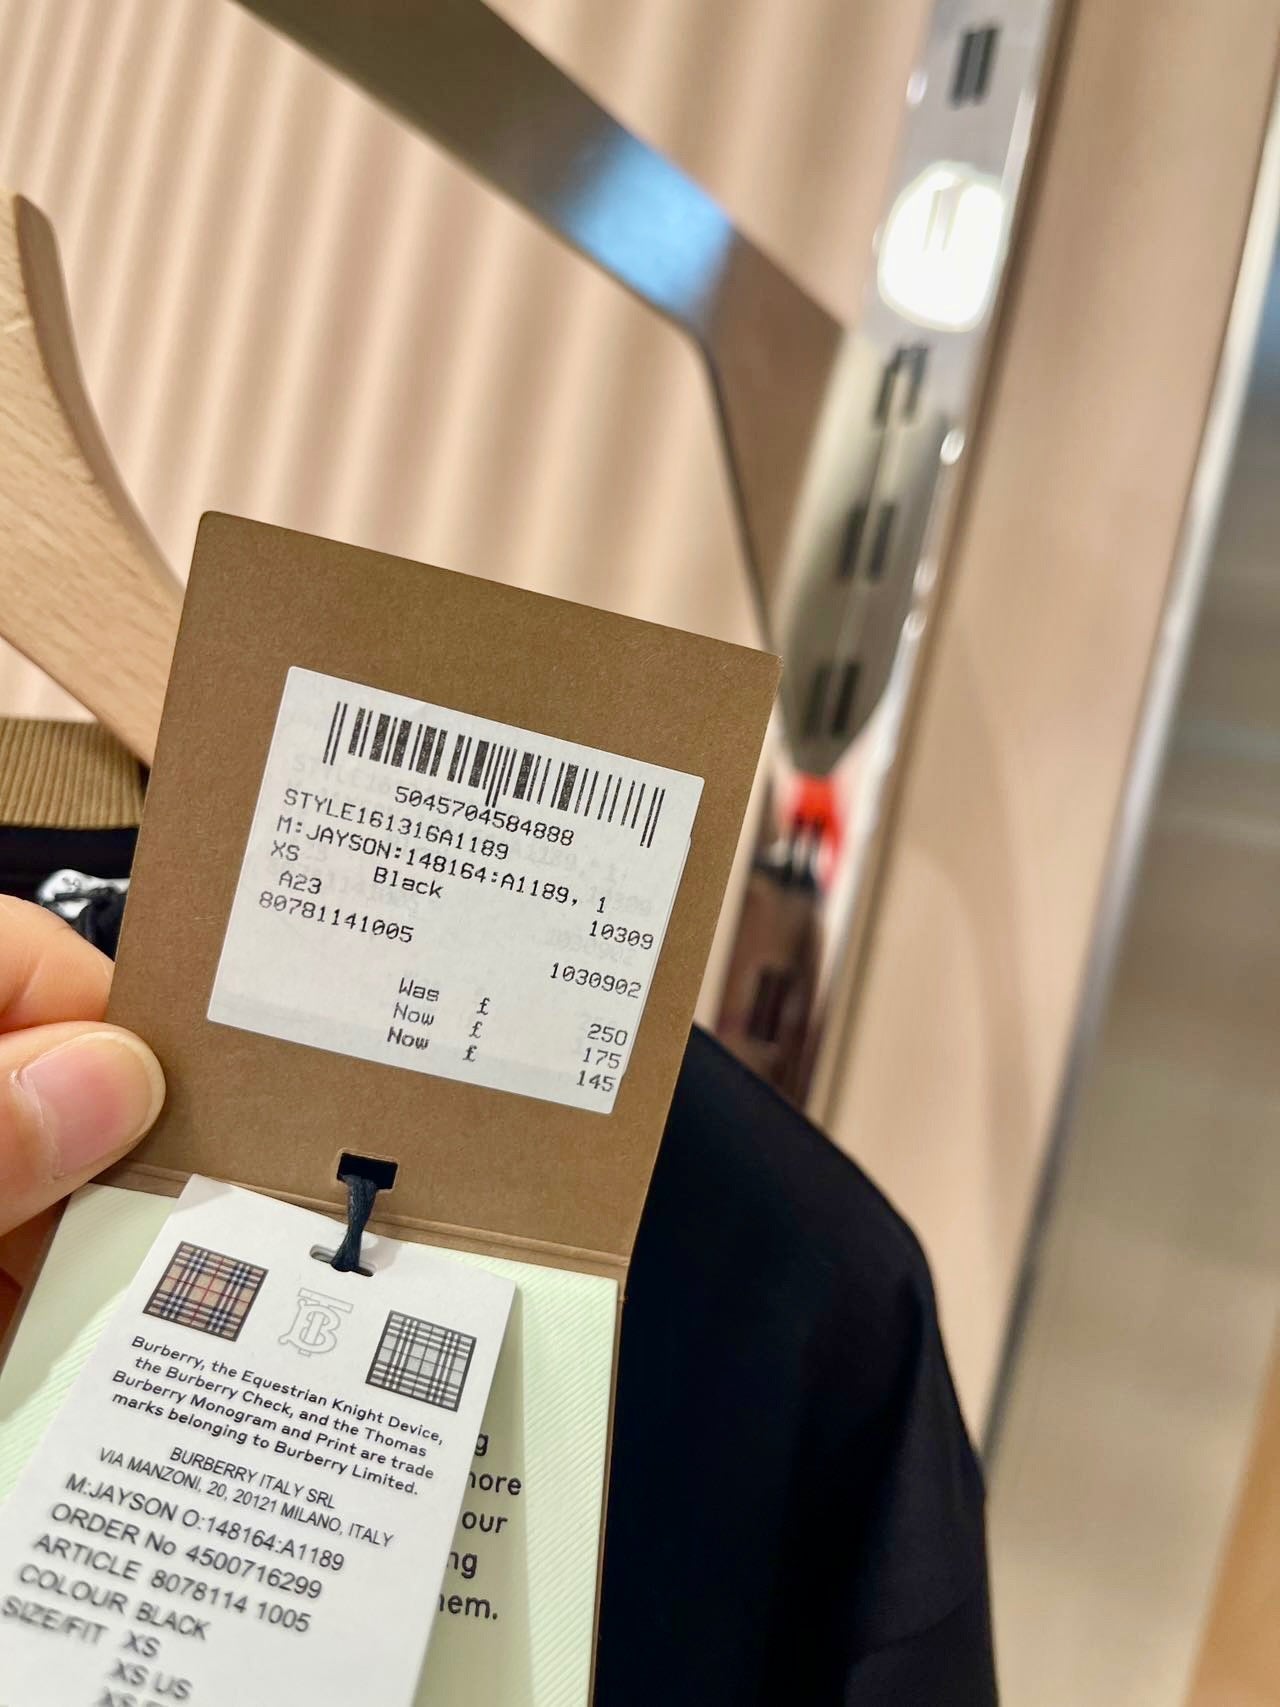 5045704584888
STYLE161316A1189
M:JAYSON:148164:A1189, 1
XS Black 10309
A23
80781141005 1030902
Was £ 250
Now £ 175
Now £ 145
Burberry, the Equestrian Knight Device,
the Burberry Check, and the Thomas
Burberry Monogram and Print are trade
marks belonging to Burberry Limited.
BURBERRY ITALY SRL
VIA MANZONI, 20, 20121 MILANO, ITALY
M:JAYSON O:148164:A1189
ORDER No 4500716299
ARTICLE 8078114 1005
COLOUR BLACK
SIZE/FIT XS
XS US
XS
our